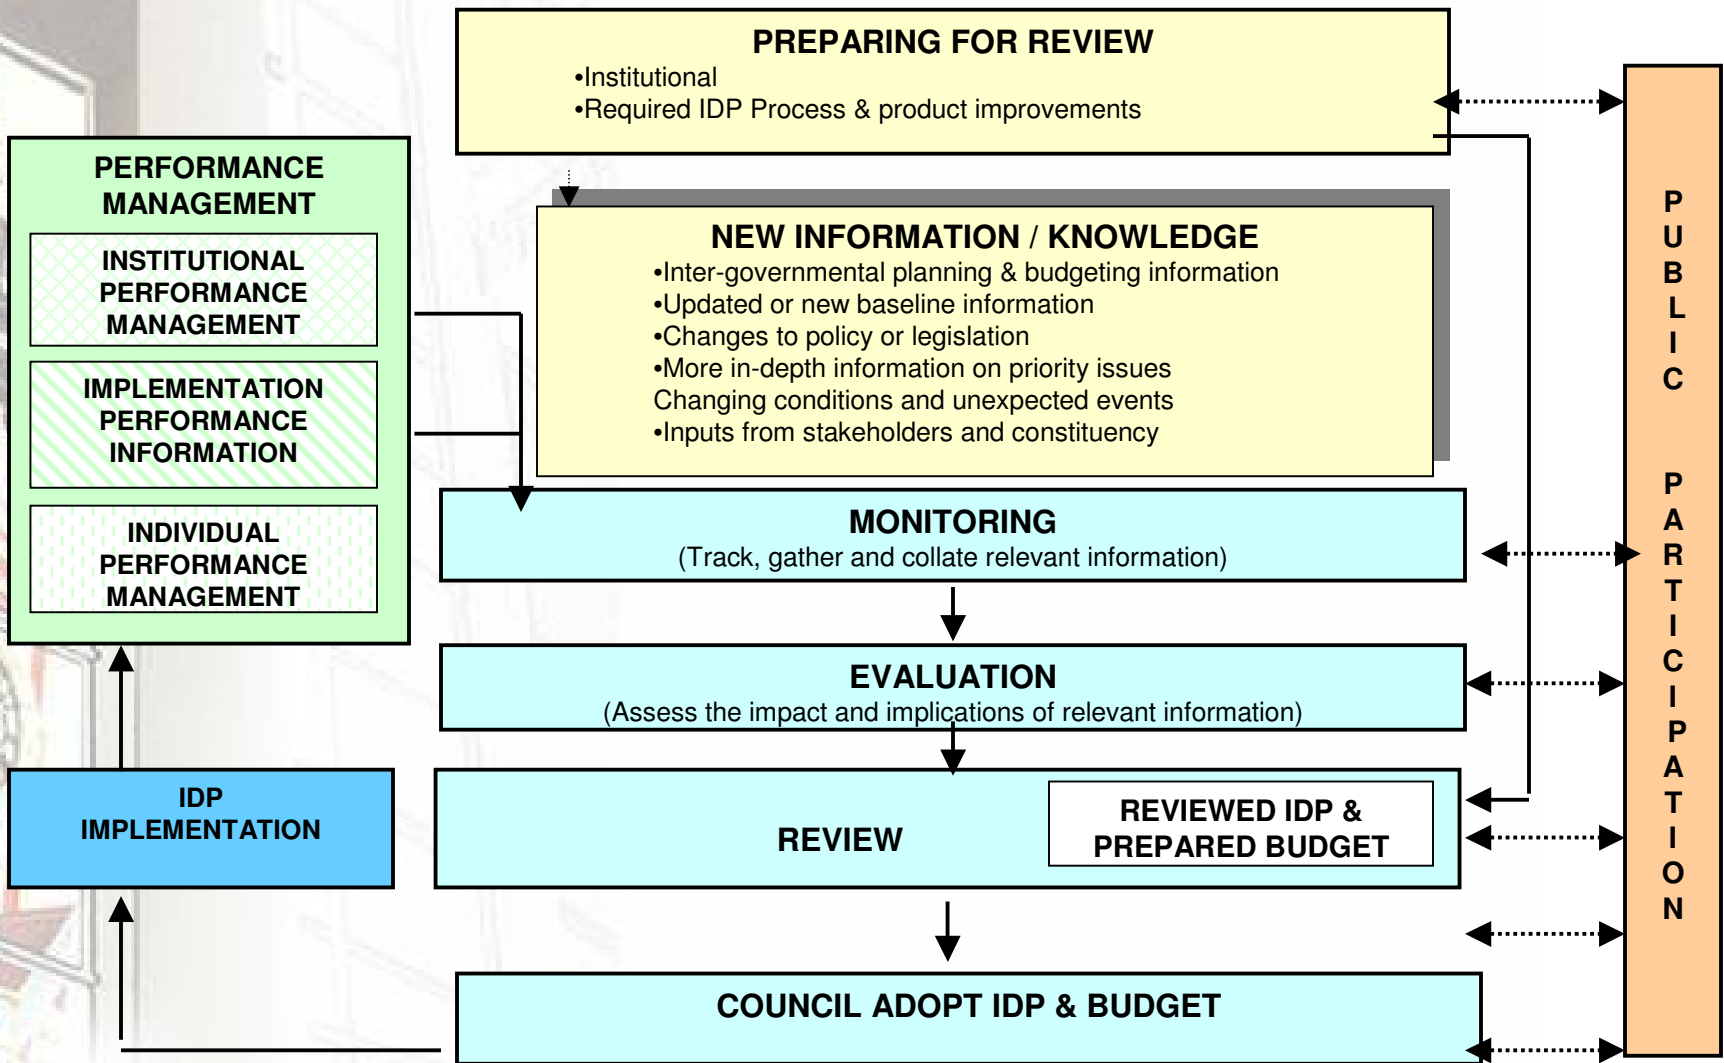 PREPARING FOR REVIEW
•Institutional
•Required IDP Process & product improvements
PERFORMANCE
MANAGEMENT
INSTITUTIONAL
PERFORMANCE
MANAGEMENT
IMPLEMENTATION
PERFORMANCE
INFORMATION
INDIVIDUAL
PERFORMANCE
MANAGEMENT
NEW INFORMATION / KNOWLEDGE
•Inter-governmental planning & budgeting information
•Updated or new baseline information
•Changes to policy or legislation
•More in-depth information on priority issues
Changing conditions and unexpected events
•Inputs from stakeholders and constituency
MONITORING
(Track, gather and collate relevant information)
EVALUATION
(Assess the impact and implications of relevant information)
IDP
IMPLEMENTATION
REVIEW
REVIEWED IDP &
PREPARED BUDGET
COUNCIL ADOPT IDP & BUDGET
P
U
B
L
I
C
P
A
R
T
I
C
I
P
A
T
I
O
N